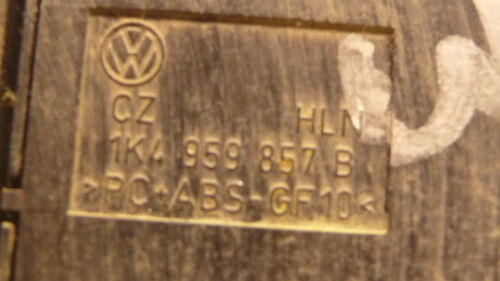 CZ HLN
1K4 959 857 B
>PC+ABS-GF10<